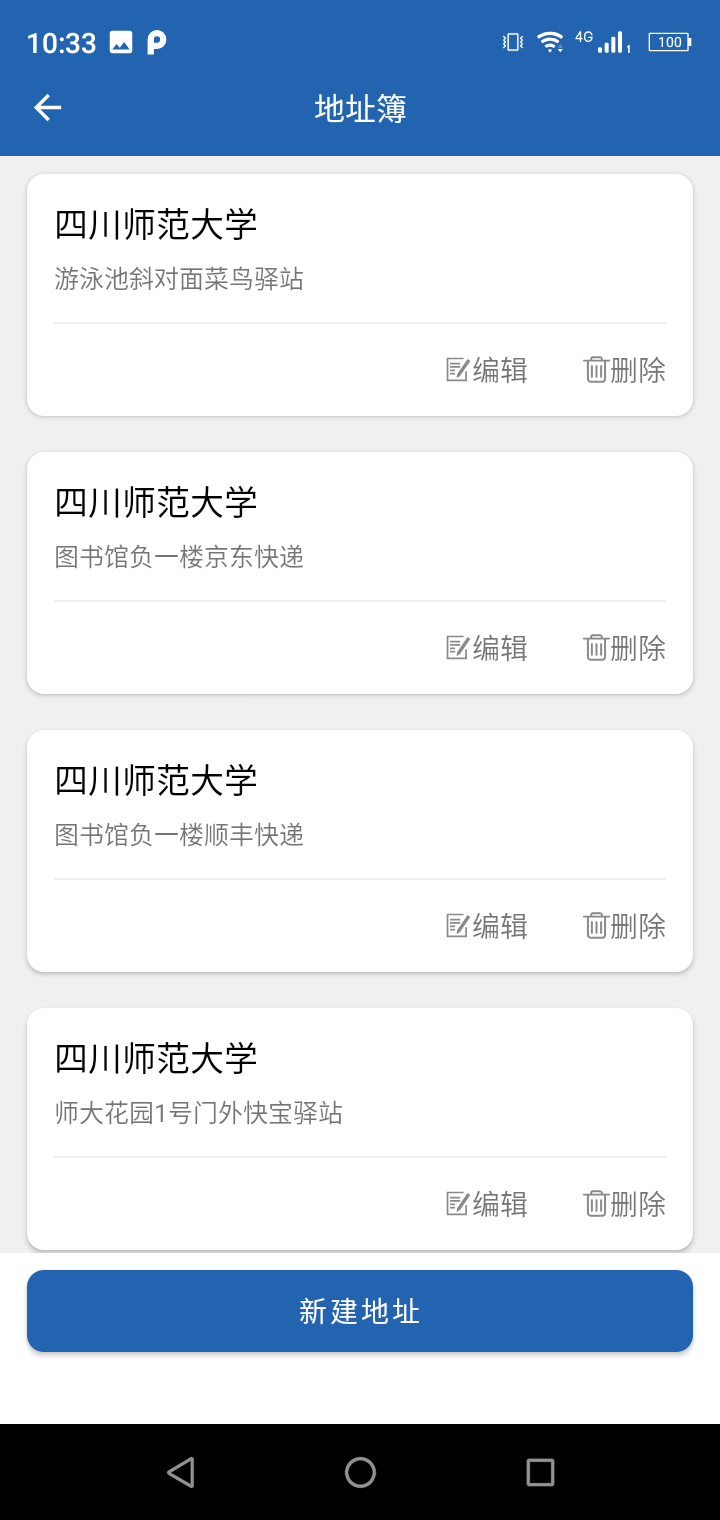 10:33
4G
1
100
地址簿
四川师范大学
游泳池斜对面菜鸟驿站
编辑 删除
四川师范大学
图书馆负一楼京东快递
编辑 删除
四川师范大学
图书馆负一楼顺丰快递
编辑 删除
四川师范大学
师大花园1号门外快宝驿站
编辑 删除
新建地址